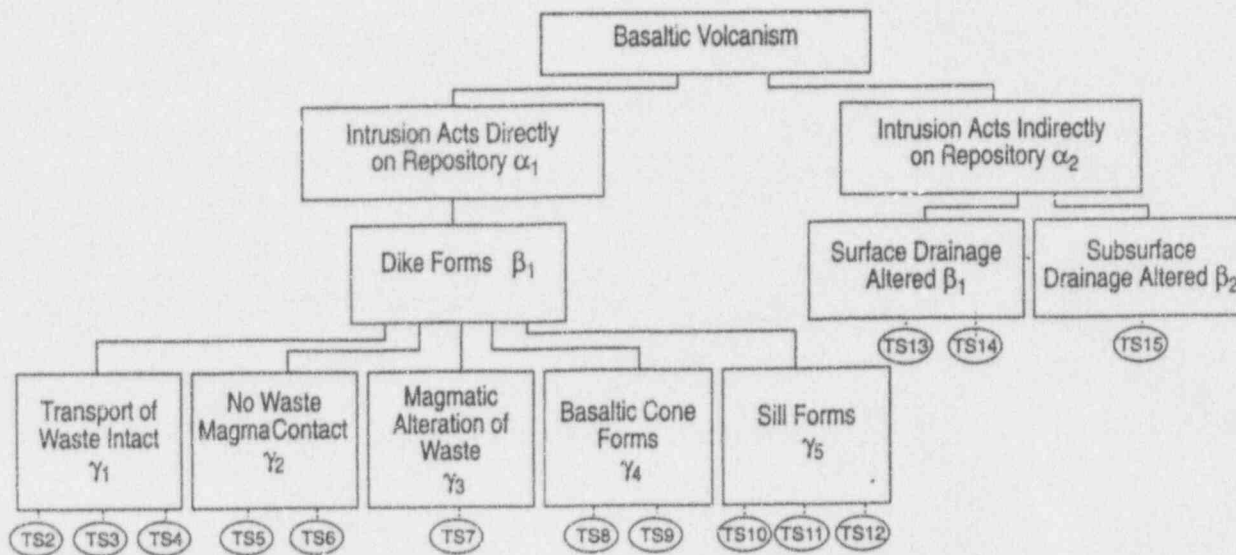 Basaltic Volcanism
Intrusion Acts Directly
on Repository α₁
Intrusion Acts Indirectly
on Repository α₂
Dike Forms β₁
Surface Drainage
Altered β₁
Subsurface
Drainage Altered β₂
TS13
TS14
TS15
Transport of
Waste Intact
γ₁
No Waste
Magma Contact
γ₂
Magmatic
Alteration of
Waste
γ₃
Basaltic Cone
Forms
γ₄
Sill Forms
γ₅
TS2
TS3
TS4
TS5
TS6
TS7
TS8
TS9
TS10
TS11
TS12